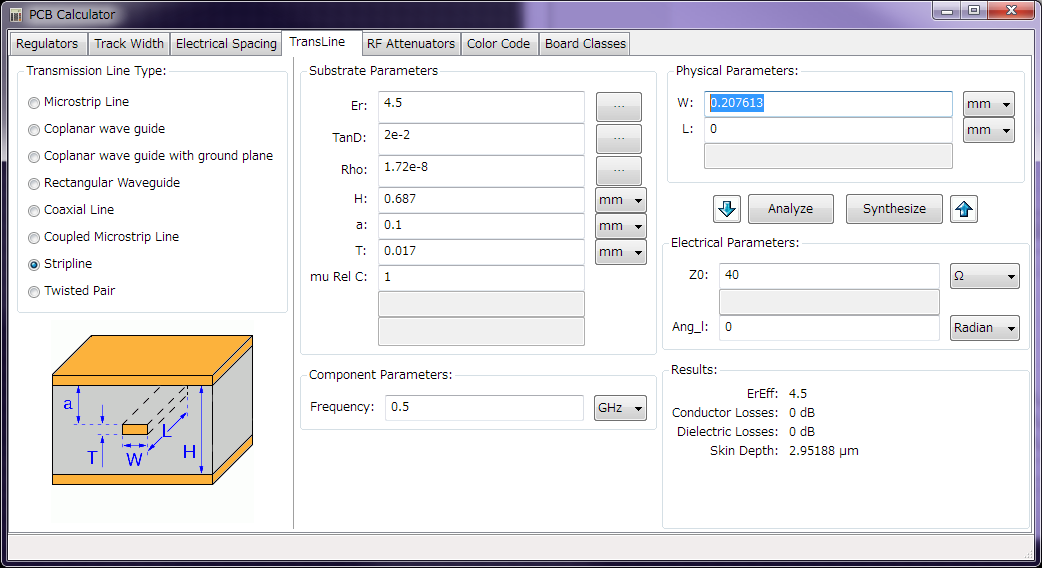 PCB Calculator
Regulators Track Width Electrical Spacing TransLine RF Attenuators Color Code Board Classes
Transmission Line Type:
Microstrip Line
Coplanar wave guide
Coplanar wave guide with ground plane
Rectangular Waveguide
Coaxial Line
Coupled Microstrip Line
Stripline
Twisted Pair
a
T
W
L
H
Substrate Parameters
Er: 4.5 ...
TanD: 2e-2 ...
Rho: 1.72e-8 ...
H: 0.687 mm
a: 0.1 mm
T: 0.017 mm
mu Rel C: 1
Component Parameters:
Frequency: 0.5 GHz
Physical Parameters:
W: 0.207613 mm
L: 0 mm
Analyze Synthesize
Electrical Parameters:
Z0: 40 Ω
Ang_l: 0 Radian
Results:
ErEff: 4.5
Conductor Losses: 0 dB
Dielectric Losses: 0 dB
Skin Depth: 2.95188 µm